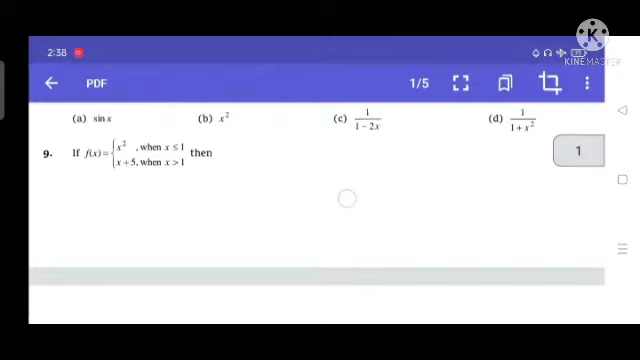 2:38
K
KINEMASTER
PDF
1/5
(a) sin x (b) x² (c) 1/(1 − 2x) (d) 1/(1 + x²)
9. If f(x) = { x² , when x ≤ 1
x + 5, when x > 1 then
1